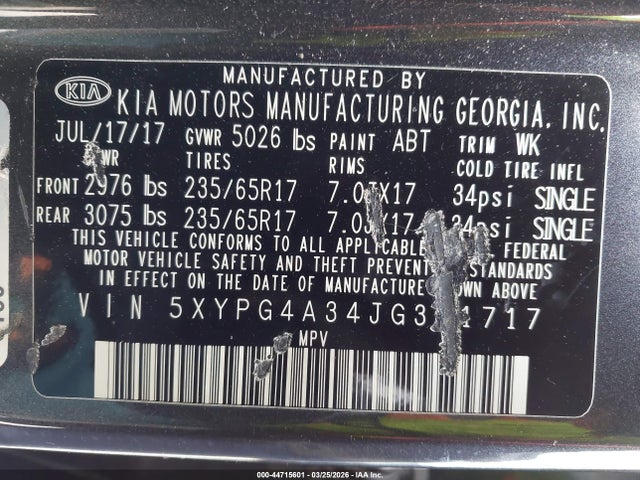 MANUFACTURED BY
KIA KIA MOTORS MANUFACTURING GEORGIA, INC.
JUL/17/17 GVWR 5026 lbs PAINT ABT TRIM WK
TIRES RIMS COLD TIRE INFL
FRONT 2976 lbs 235/65R17 34psi SINGLE
REAR 3075 lbs 235/65R17 SINGLE
THIS VEHICLE CONFORMS TO ALL FEDERAL
MOTOR VEHICLE SAFETY AND THEFT STANDARDS
IN EFFECT ON THE DATE OF MANUFACTURE ABOVE
VIN
MPV
000-44715601 - 03/25/2026 - IAA Inc.